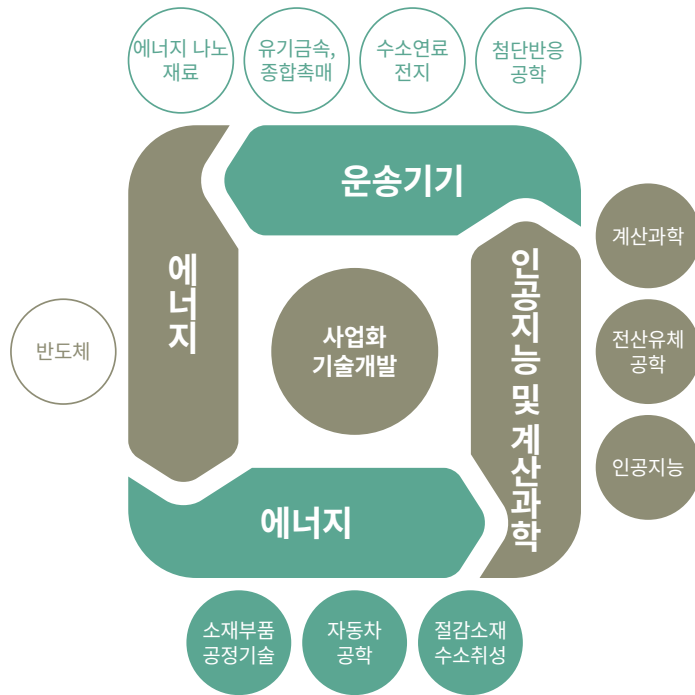 에너지 나노
재료
유기금속,
종합촉매
수소연료
전지
첨단반응
공학
운송기기
에너지
인공지능 및 계산과학
사업화
기술개발
반도체
계산과학
전산유체
공학
인공지능
에너지
소재부품
공정기술
자동차
공학
절감소재
수소취성